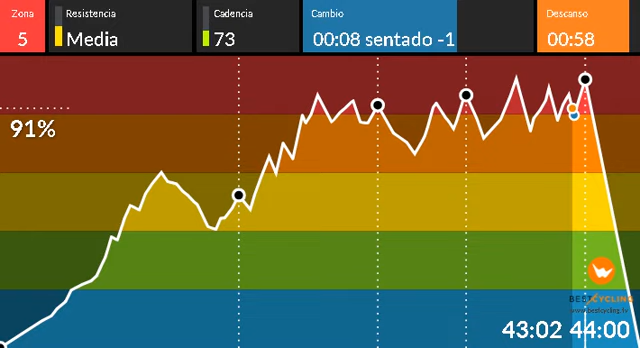 Zona
5
Resistencia
Media
Cadencia
73
Cambio
00:08 sentado -1
Descanso
00:58
91%
BESTCYCLING
www.bestcycling.tv
43:02 44:00